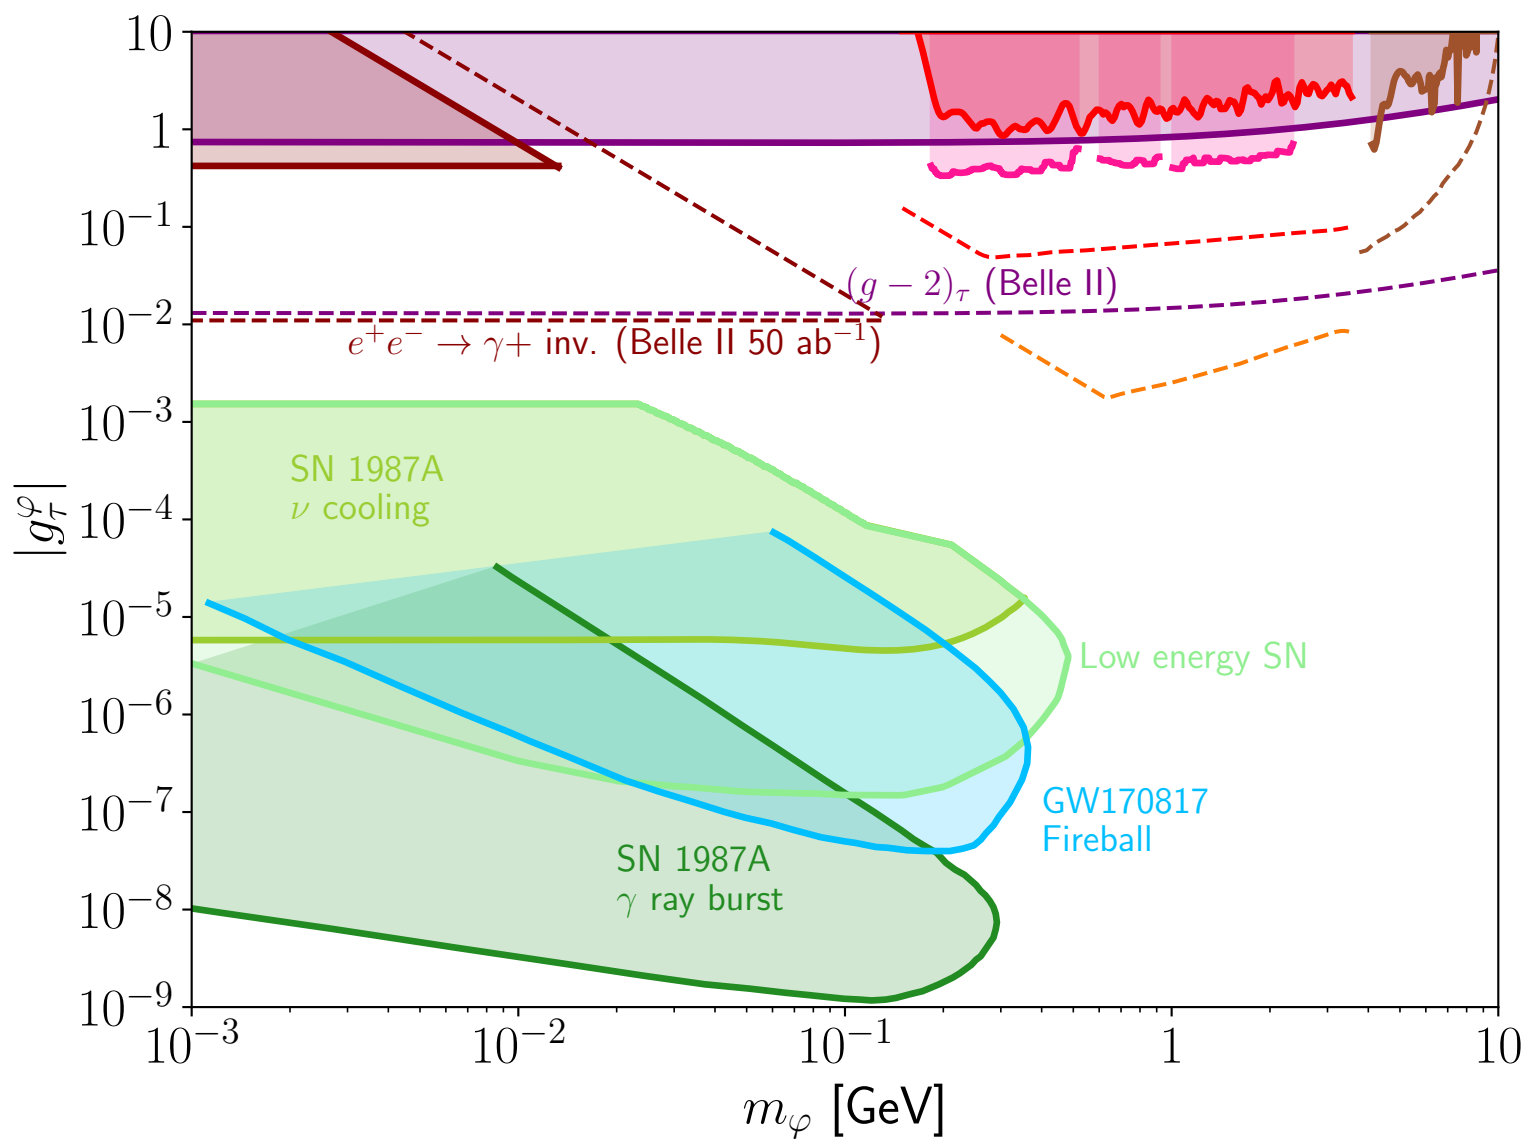 10
1
10⁻¹
10⁻²
10⁻³
10⁻⁴
10⁻⁵
10⁻⁶
10⁻⁷
10⁻⁸
10⁻⁹
|g_τ^φ|
(g − 2)_τ (Belle II)
e⁺e⁻ → γ+ inv. (Belle II 50 ab⁻¹)
SN 1987A
ν cooling
Low energy SN
GW170817
Fireball
SN 1987A
γ ray burst
10⁻³ 10⁻² 10⁻¹ 1 10
m_φ [GeV]